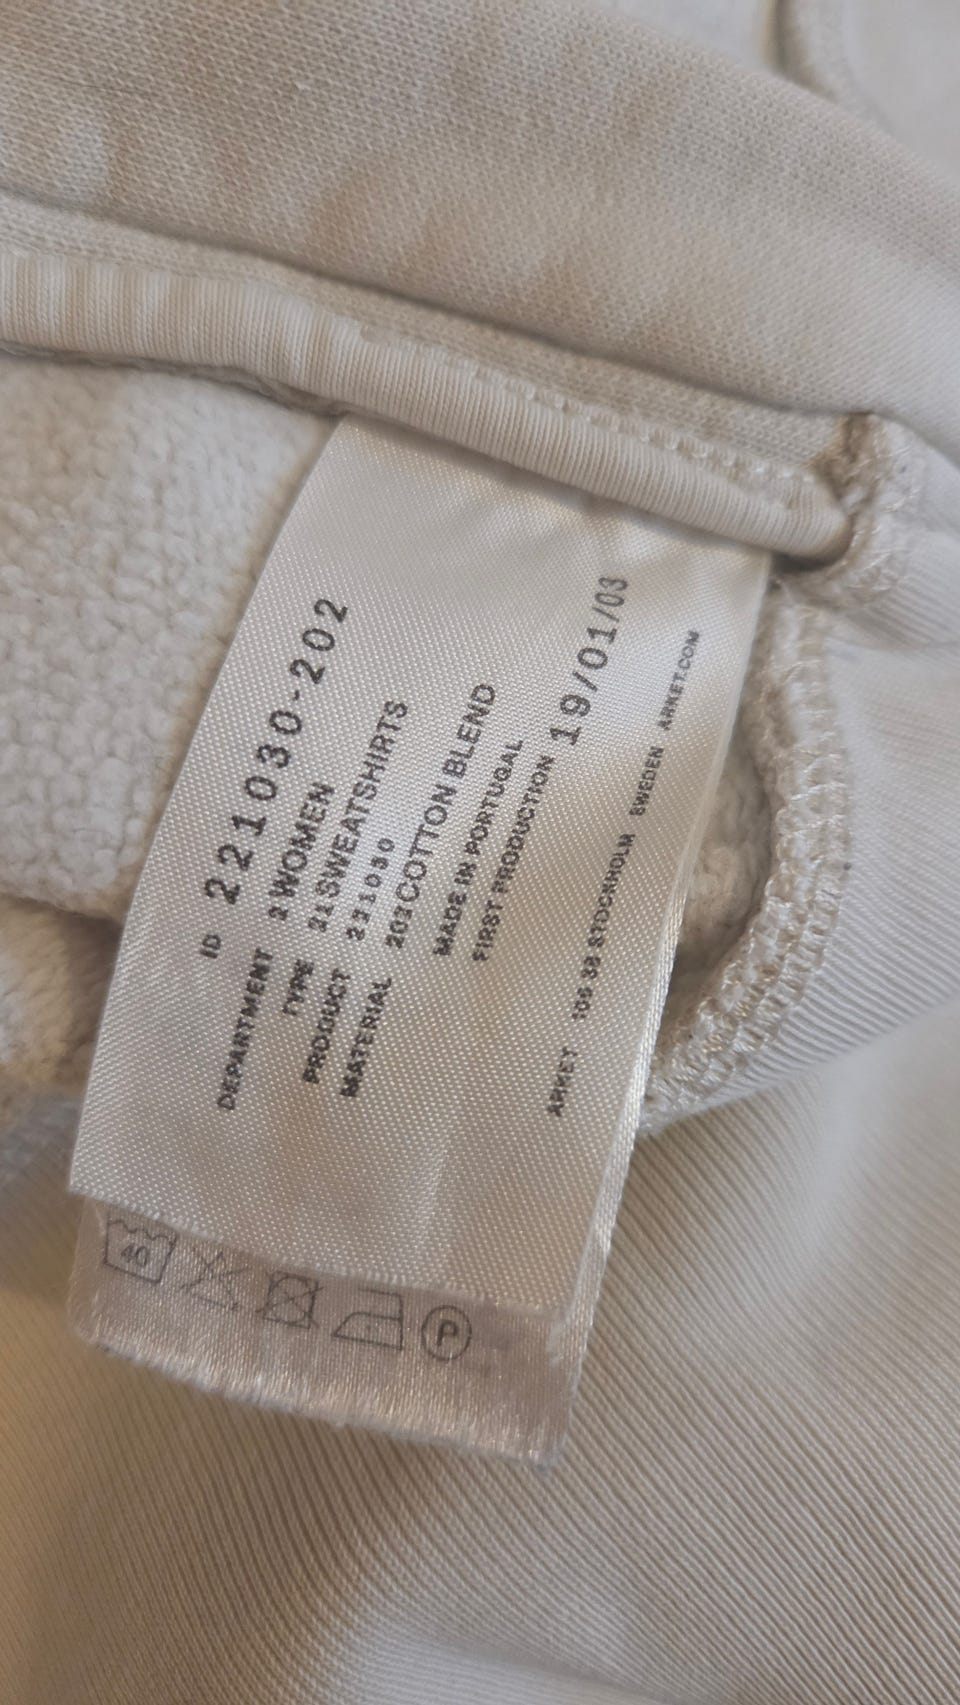 ID 221030-202
DEPARTMENT 2 WOMEN
TYPE 21 SWEATSHIRTS
PRODUCT 221030
MATERIAL 202 COTTON BLEND
MADE IN PORTUGAL
FIRST PRODUCTION 19/01/03
ARKET 105 38 STOCKHOLM SWEDEN ARKET.COM
40
P